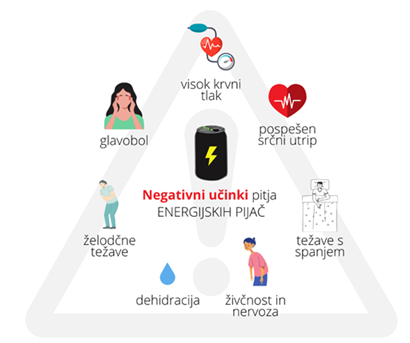 visok krvni
tlak
glavobol
pospešen
srčni utrip
Negativni učinki pitja
ENERGIJSKIH PIJAČ
želodčne
težave
težave s
spanjem
dehidracija
živčnost in
nervoza